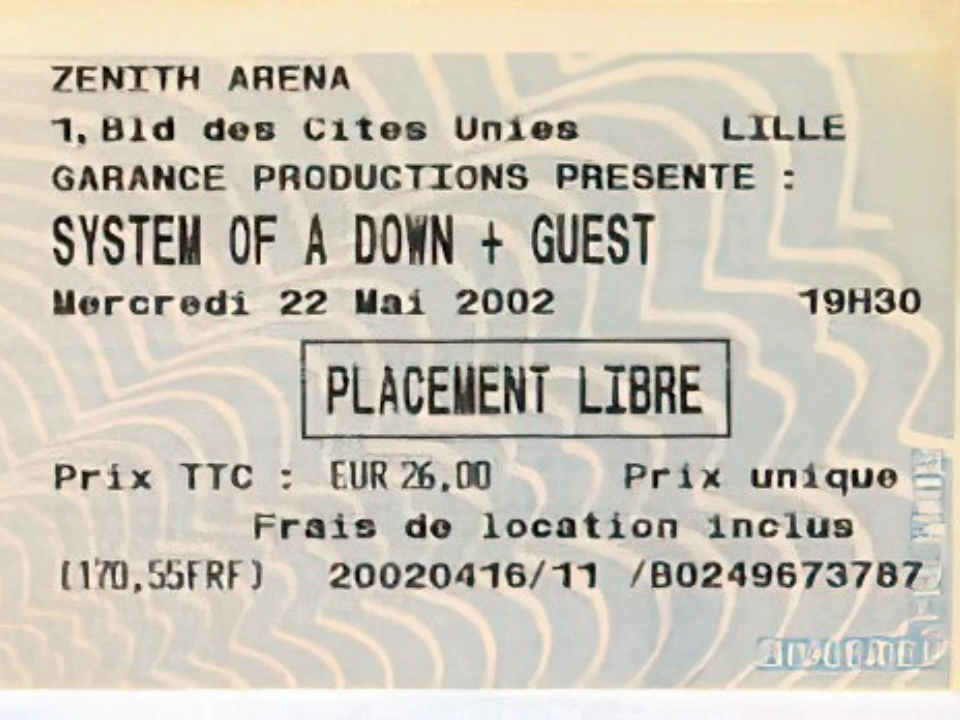 ZENITH ARENA
1, Bld des Cites Unies LILLE
GARANCE PRODUCTIONS PRESENTE :
SYSTEM OF A DOWN + GUEST
Mercredi 22 Mai 2002 19H30
PLACEMENT LIBRE
Prix TTC : EUR 26,00 Prix unique
Frais de location inclus
(170,55FRF) 20020416/11 /B0249673787